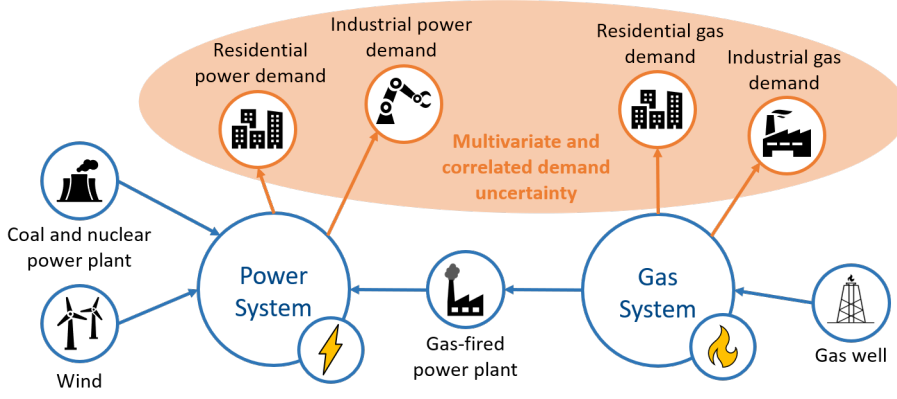 Residential
power demand
Industrial power
demand
Residential gas
demand
Industrial gas
demand
Multivariate and
correlated demand
uncertainty
Coal and nuclear
power plant
Power
System
Gas
System
Wind
Gas-fired
power plant
Gas well